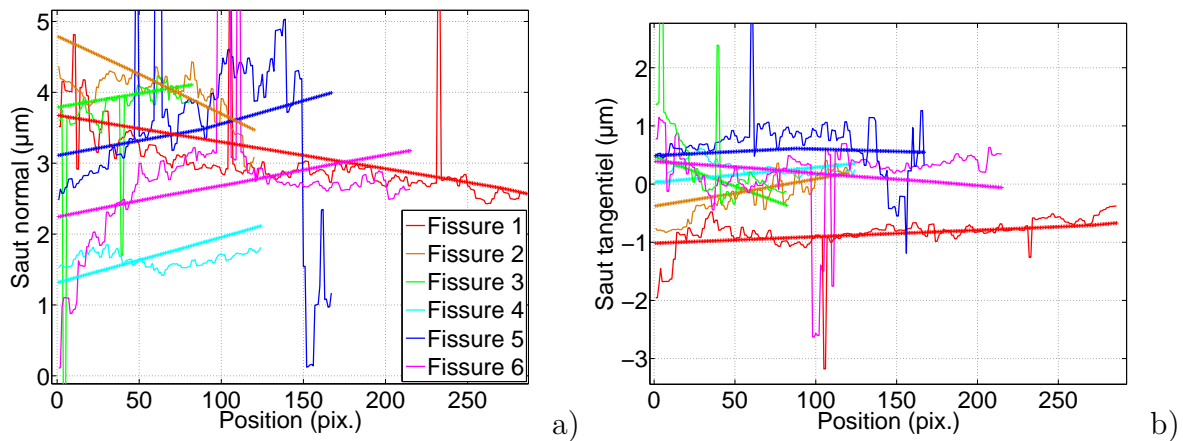 5
4
3
2
1
0
Saut normal (µm)
0 50 100 150 200 250
Position (pix.)
Fissure 1
Fissure 2
Fissure 3
Fissure 4
Fissure 5
Fissure 6
a)
2
1
0
−1
−2
−3
Saut tangentiel (µm)
0 50 100 150 200 250
Position (pix.)
b)